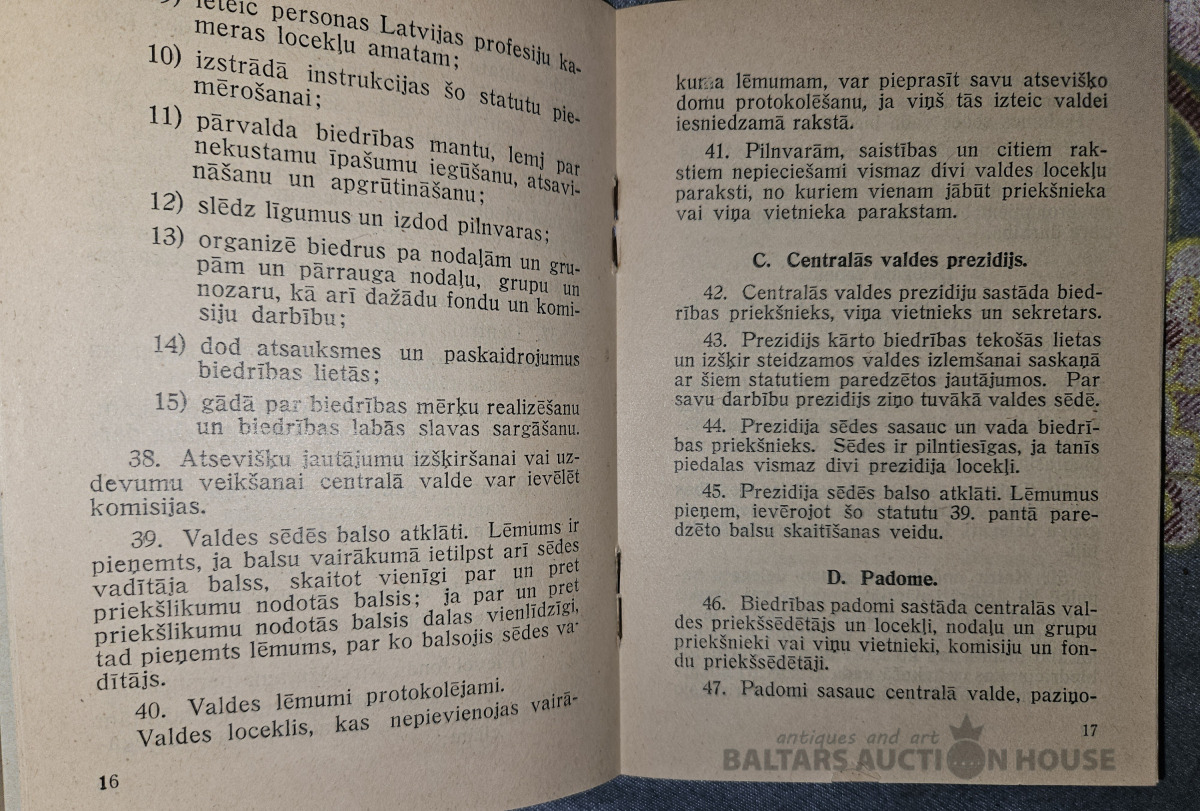 9) ieteic personas Latvijas profesiju ka-
meras locekļu amatam;
10) izstrādā instrukcijas šo statutu pie-
mērošanai;
11) pārvalda biedrības mantu, lemj par
nekustamu īpašumu iegūšanu, atsavi-
nāšanu un apgrūtināšanu;
12) slēdz līgumus un izdod pilnvaras;
13) organizē biedrus pa nodaļām un gru-
pām un pārrauga nodaļu, grupu un
nozaru, kā arī dažādu fondu un komi-
siju darbību;
14) dod atsauksmes un paskaidrojumus
biedrības lietās;
15) gādā par biedrības mērķu realizēšanu
un biedrības labās slavas sargāšanu.
38. Atsevišķu jautājumu izšķiršanai vai uz-
devumu veikšanai centralā valde var ievēlēt
komisijas.
39. Valdes sēdēs balso atklāti. Lēmums ir
pieņemts, ja balsu vairākumā ietilpst arī sēdes
vadītāja balss, skaitot vienīgi par un pret
priekšlikumu nodotās balsis; ja par un pret
priekšlikumu nodotās balsis dalas vienlīdzīgi,
tad pieņemts lēmums, par ko balsojis sēdes va-
dītājs.
40. Valdes lēmumi protokolējami.
Valdes loceklis, kas nepievienojas vairā-
16
kuma lēmumam, var pieprasīt savu atsevišķo
domu protokolēšanu, ja viņš tās izteic valdei
iesniedzamā rakstā.
41. Pilnvarām, saistības un citiem rak-
stiem nepieciešami vismaz divi valdes locekļu
paraksti, no kuriem vienam jābūt priekšnieka
vai viņa vietnieka parakstam.
C. Centralās valdes prezidijs.
42. Centralās valdes prezidiju sastāda bied-
rības priekšnieks, viņa vietnieks un sekretars.
43. Prezidijs kārto biedrības tekošās lietas
un izšķir steidzamos valdes izlemšanai saskaņā
ar šiem statutiem paredzētos jautājumos. Par
savu darbību prezidijs ziņo tuvākā valdes sēdē.
44. Prezidija sēdes sasauc un vada biedrī-
bas priekšnieks. Sēdes ir pilntiesīgas, ja tanīs
piedalas vismaz divi prezidija locekļi.
45. Prezidija sēdēs balso atklāti. Lēmumus
pieņem, ievērojot šo statutu 39. pantā pare-
dzēto balsu skaitīšanas veidu.
D. Padome.
46. Biedrības padomi sastāda centralās val-
des priekšsēdētājs un locekļi, nodaļu un grupu
priekšnieki vai viņu vietnieki, komisiju un fon-
du priekšsēdētāji.
47. Padomi sasauc centralā valde, paziņo-
17
antiques and art
BALTARS AUCTION HOUSE